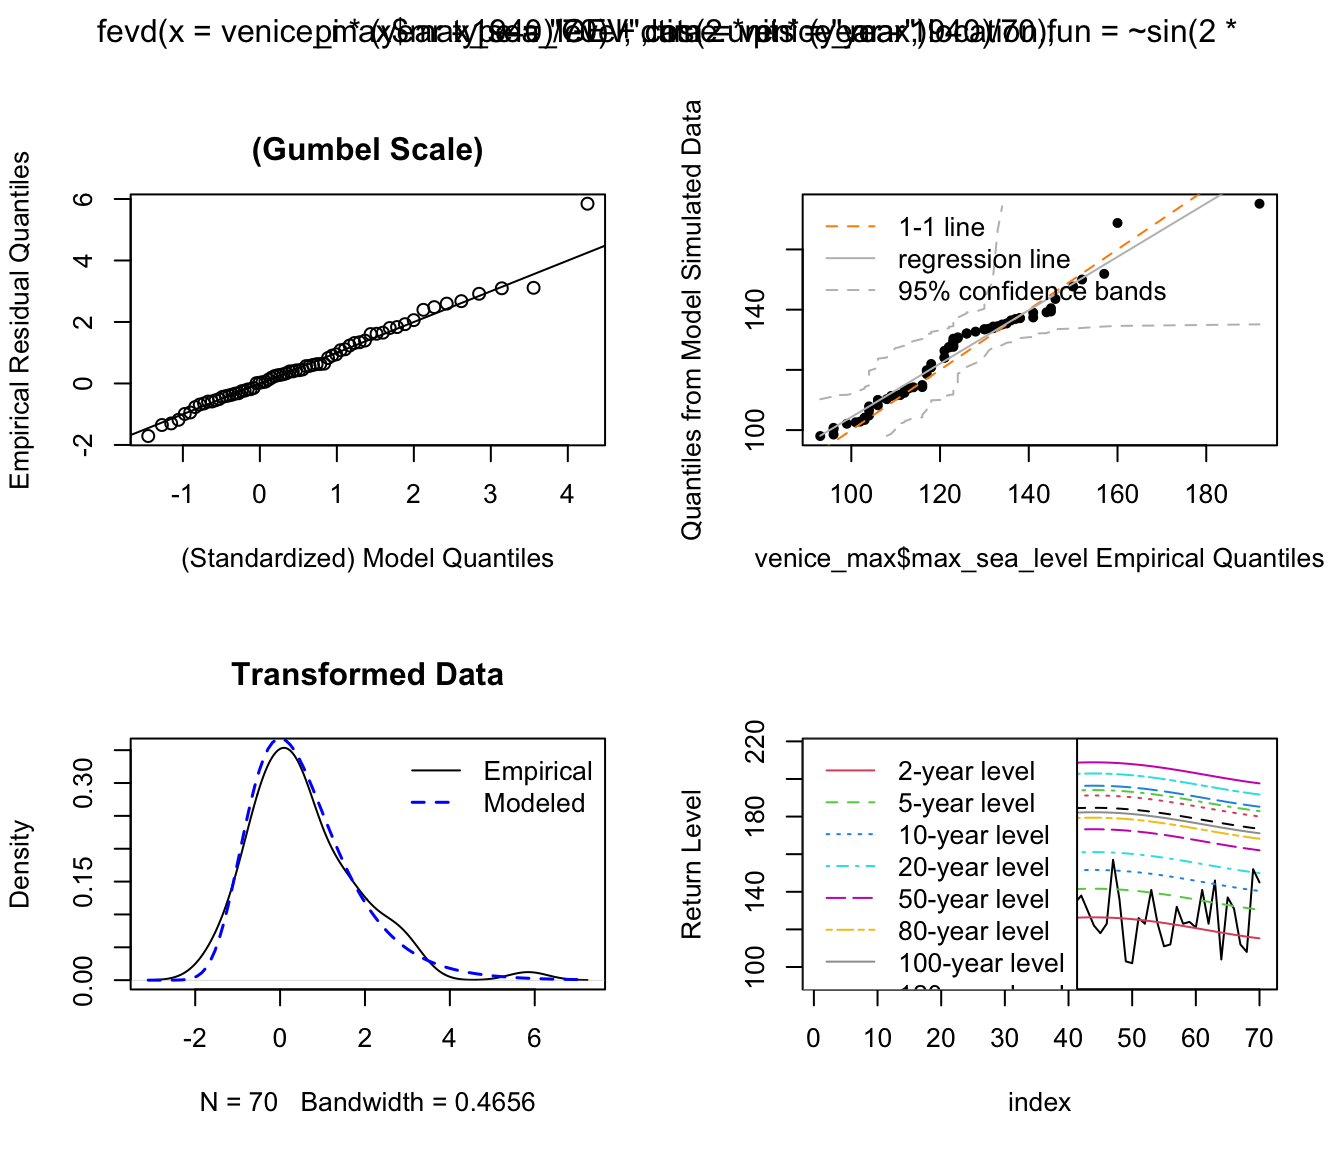 fevd(x = venice
fun = ~sin(2 *
(Gumbel Scale)
Empirical Residual Quantiles
-2 0 2 4 6
-1 0 1 2 3 4
(Standardized) Model Quantiles
Quantiles from Model Simulated Data
1-1 line
regression line
95% confidence bands
100 140
100 120 140 160 180
venice_max$max_sea_level Empirical Quantiles
Transformed Data
Density
Empirical
Modeled
0.00 0.15 0.30
-2 0 2 4 6
N = 70 Bandwidth = 0.4656
Return Level
2-year level
5-year level
10-year level
20-year level
50-year level
80-year level
100-year level
100 140 180 220
0 10 20 30 40 50 60 70
index